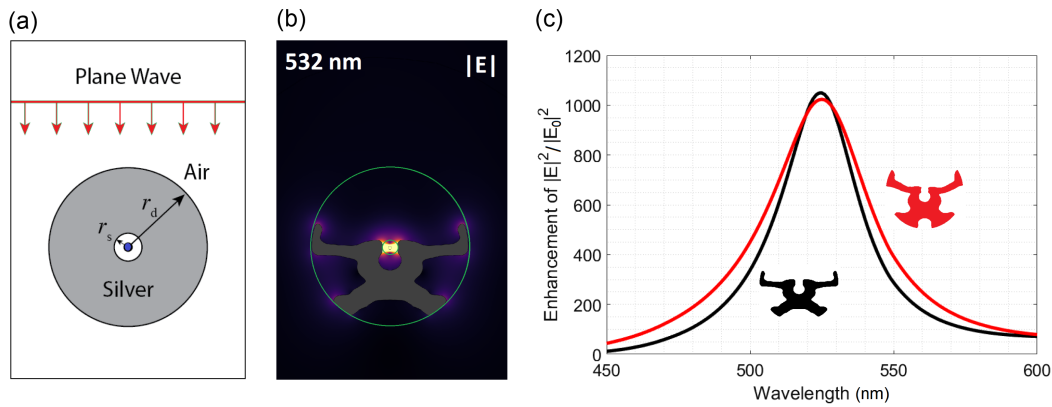 (a)
Plane Wave
Air
r_d
r_s
Silver
(b)
532 nm |E|
(c)
Enhancement of |E|²/|E₀|²
1200
1000
800
600
400
200
0
450 500 550 600
Wavelength (nm)